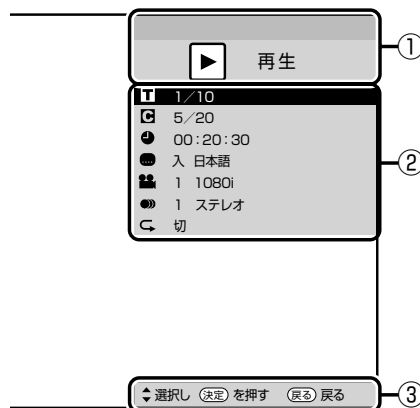 再生
①
T 1/10
C 5/20
00:20:30
入 日本語
②
1 1080i
1 ステレオ
切
選択し 決定 を押す 戻る 戻る
③